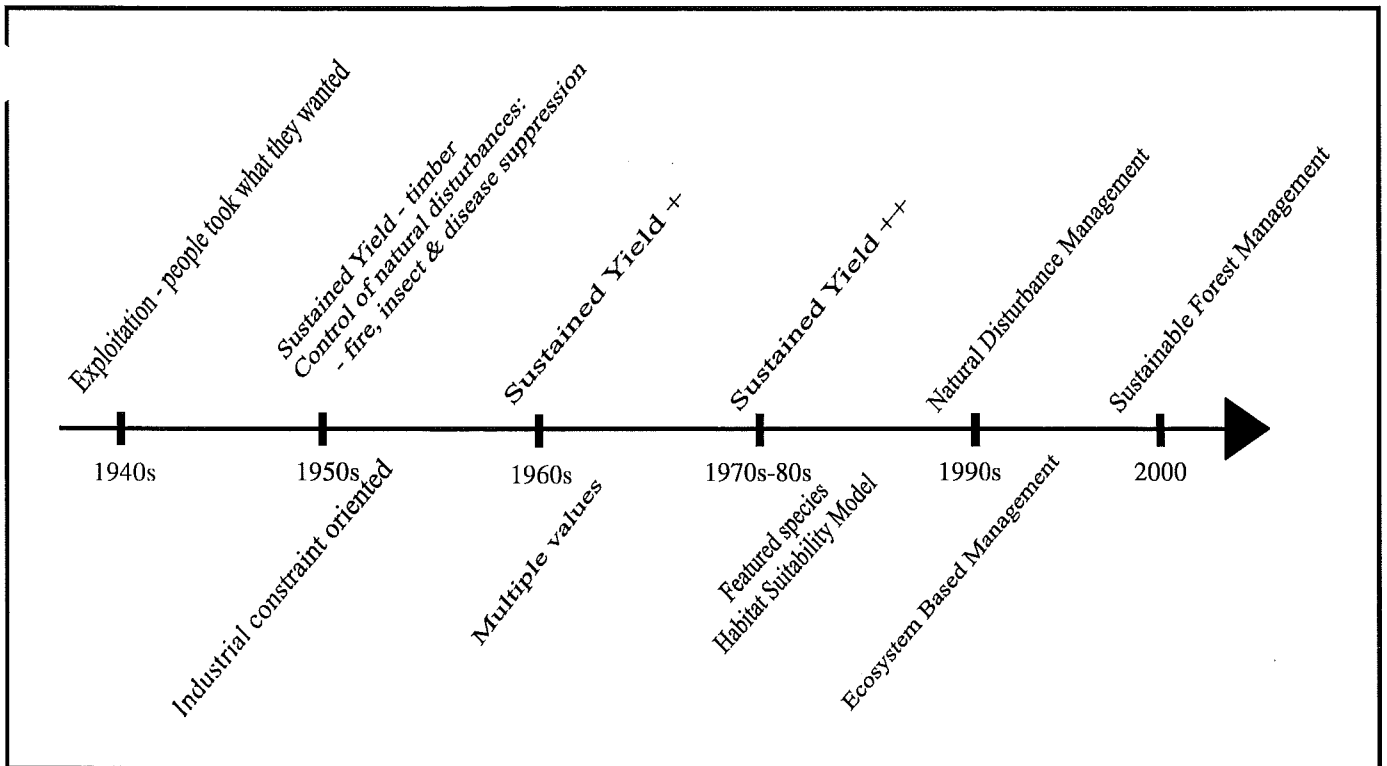 Exploitation - people took what they wanted
Sustained Yield - timber
Control of natural disturbances:
- fire, insect & disease suppression
Sustained Yield +
Sustained Yield ++
Natural Disturbance Management
Sustainable Forest Management
1940s
1950s
1960s
1970s-80s
1990s
2000
Industrial constraint oriented
Multiple values
Featured species
Habitat Suitability Model
Ecosystem Based Management